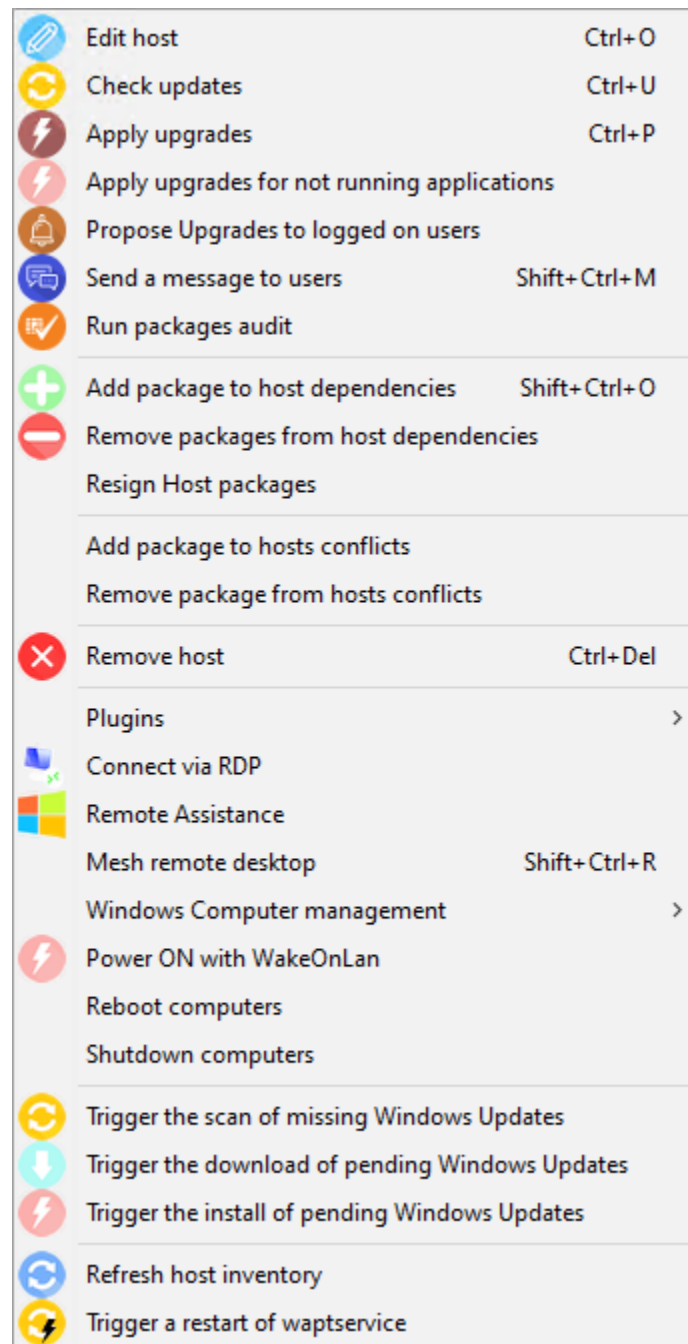 Edit host Ctrl+O
Check updates Ctrl+U
Apply upgrades Ctrl+P
Apply upgrades for not running applications
Propose Upgrades to logged on users
Send a message to users Shift+Ctrl+M
Run packages audit
Add package to host dependencies Shift+Ctrl+O
Remove packages from host dependencies
Resign Host packages
Add package to hosts conflicts
Remove package from hosts conflicts
Remove host Ctrl+Del
Plugins
Connect via RDP
Remote Assistance
Mesh remote desktop Shift+Ctrl+R
Windows Computer management
Power ON with WakeOnLan
Reboot computers
Shutdown computers
Trigger the scan of missing Windows Updates
Trigger the download of pending Windows Updates
Trigger the install of pending Windows Updates
Refresh host inventory
Trigger a restart of waptservice